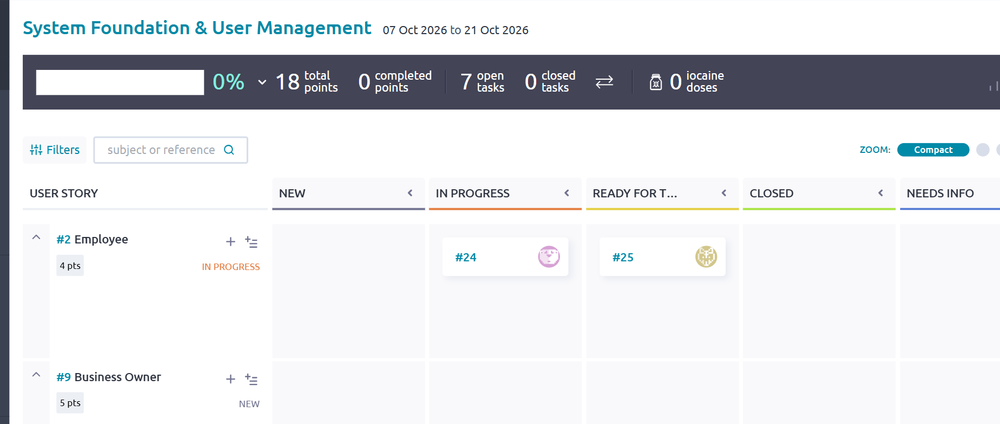 System Foundation & User Management 07 Oct 2026 to 21 Oct 2026
0% 18 total points 0 completed points 7 open tasks 0 closed tasks 0 iocaine doses
Filters subject or reference ZOOM: Compact
USER STORY NEW IN PROGRESS READY FOR T... CLOSED NEEDS INFO
#2 Employee
4 pts IN PROGRESS
#24 #25
#9 Business Owner
5 pts NEW